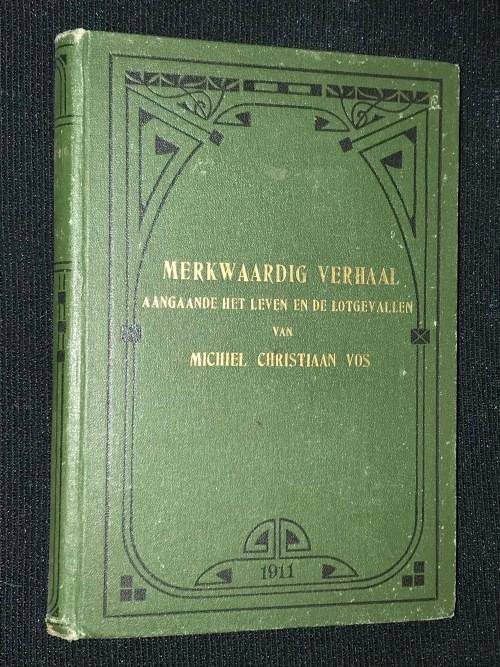 MERKWAARDIG VERHAAL
AANGAANDE HET LEVEN EN DE LOTGEVALLEN
VAN
MICHIEL CHRISTIAAN VOS
1911